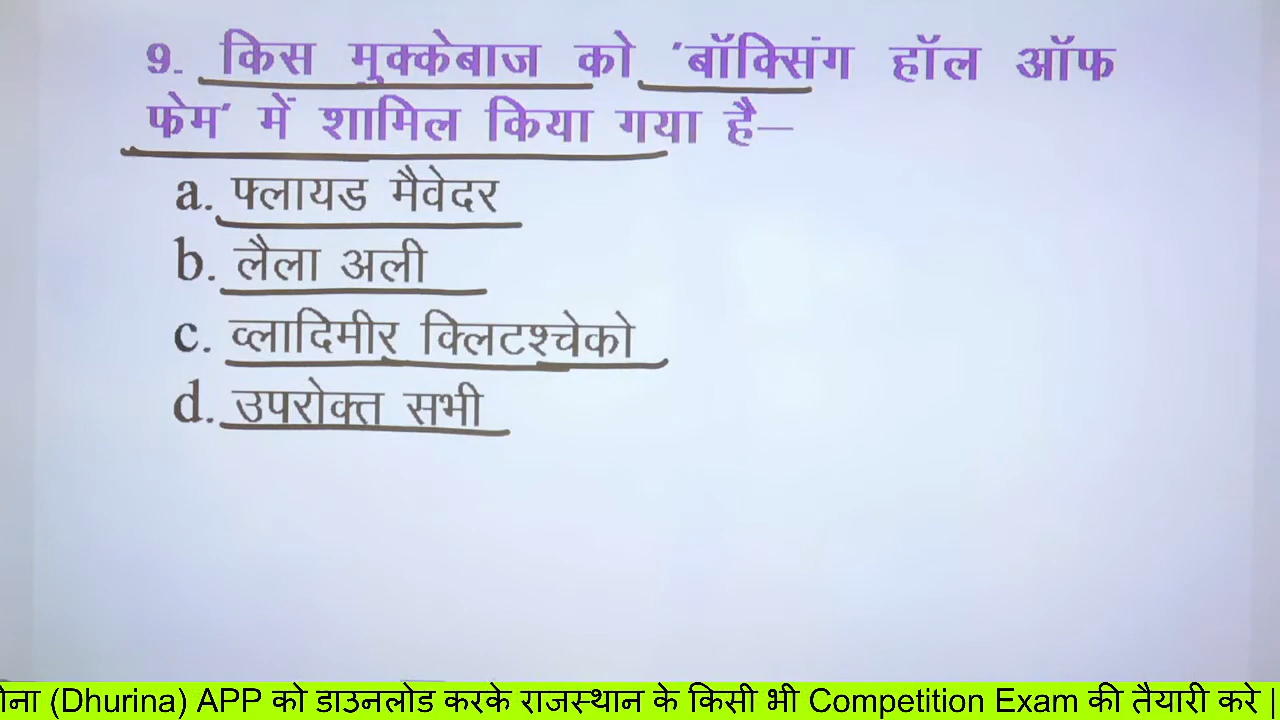 9. किस मुक्केबाज को 'बॉक्सिंग हॉल ऑफ
फेम' में शामिल किया गया है–
a. फ्लायड मैवेदर
b. लैला अली
c. व्लादिमीर क्लिटश्चेको
d. उपरोक्त सभी
(Dhurina) APP को डाउनलोड करके राजस्थान के किसी भी Competition Exam की तैयारी करे |